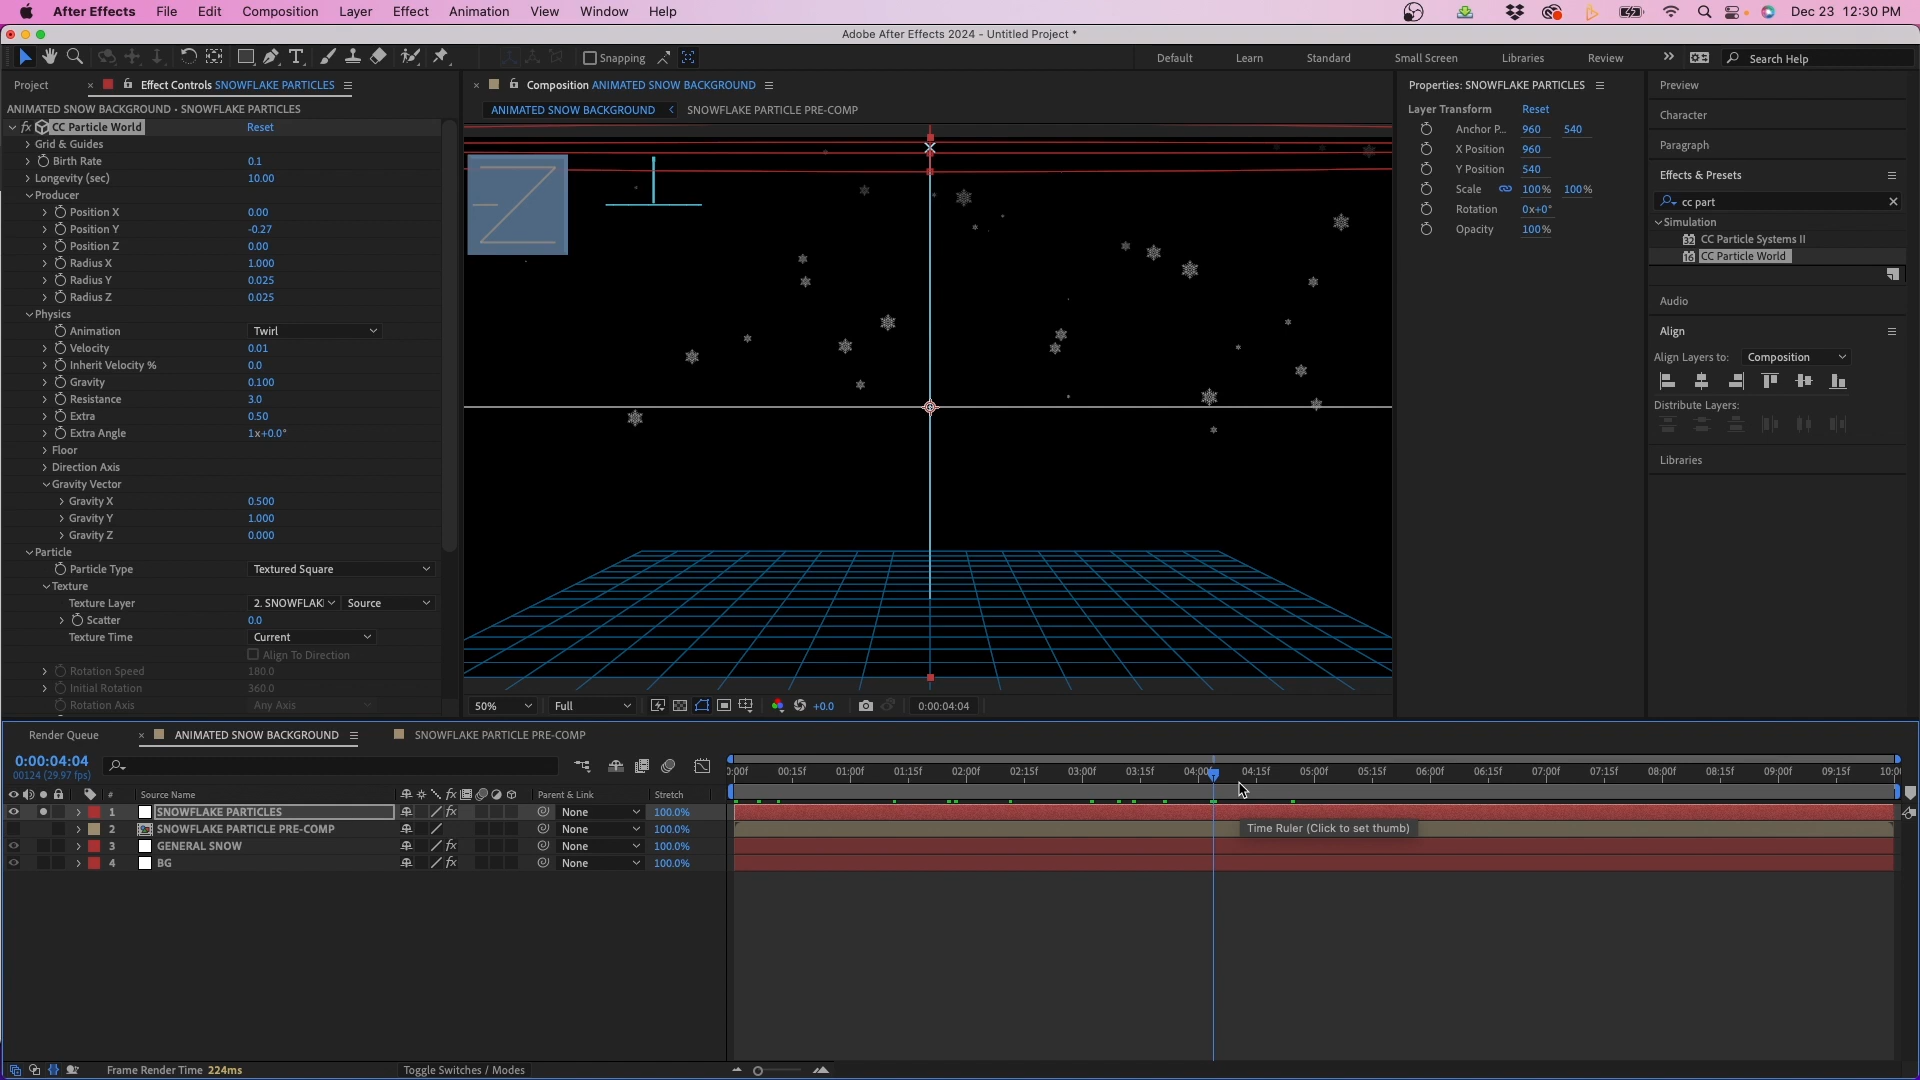 After Effects File Edit Composition Layer Effect Animation View Window Help Dec 23 12:30 PM
Adobe After Effects 2024 - Untitled Project *
Snapping Default Learn Standard Small Screen Libraries Review Search Help
Project Effect Controls SNOWFLAKE PARTICLES
ANIMATED SNOW BACKGROUND • SNOWFLAKE PARTICLES
fx CC Particle World Reset
Grid & Guides
Birth Rate 0.1
Longevity (sec) 10.00
Producer
Position X 0.00
Position Y -0.27
Position Z 0.00
Radius X 1.000
Radius Y 0.025
Radius Z 0.025
Physics
Animation Twirl
Velocity 0.01
Inherit Velocity % 0.0
Gravity 0.100
Resistance 3.0
Extra 0.50
Extra Angle 1x+0.0°
Floor
Direction Axis
Gravity Vector
Gravity X 0.500
Gravity Y 1.000
Gravity Z 0.000
Particle
Particle Type Textured Square
Texture
Texture Layer 2. SNOWFLAK Source
Scatter 0.0
Texture Time Current
Align To Direction
Rotation Speed 180.0
Initial Rotation 360.0
Rotation Axis Any Axis
Composition ANIMATED SNOW BACKGROUND
ANIMATED SNOW BACKGROUND SNOWFLAKE PARTICLE PRE-COMP
50% Full +0.0 0:00:04:04
Properties: SNOWFLAKE PARTICLES
Layer Transform Reset
Anchor P... 960 540
X Position 960
Y Position 540
Scale 100% 100%
Rotation 0x+0°
Opacity 100%
Preview
Character
Paragraph
Effects & Presets
cc part
Simulation
32 CC Particle Systems II
16 CC Particle World
Audio
Align
Align Layers to: Composition
Distribute Layers:
Libraries
Render Queue ANIMATED SNOW BACKGROUND SNOWFLAKE PARTICLE PRE-COMP
0:00:04:04
00124 (29.97 fps)
:00f 00:15f 01:00f 01:15f 02:00f 02:15f 03:00f 03:15f 04:00f 04:15f 05:00f 05:15f 06:00f 06:15f 07:00f 07:15f 08:00f 08:15f 09:00f 09:15f 10:0
# Source Name fx Parent & Link Stretch
1 SNOWFLAKE PARTICLES fx None 100.0%
2 SNOWFLAKE PARTICLE PRE-COMP None 100.0%
3 GENERAL SNOW fx None 100.0%
4 BG fx None 100.0%
Time Ruler (Click to set thumb)
Frame Render Time 224ms Toggle Switches / Modes